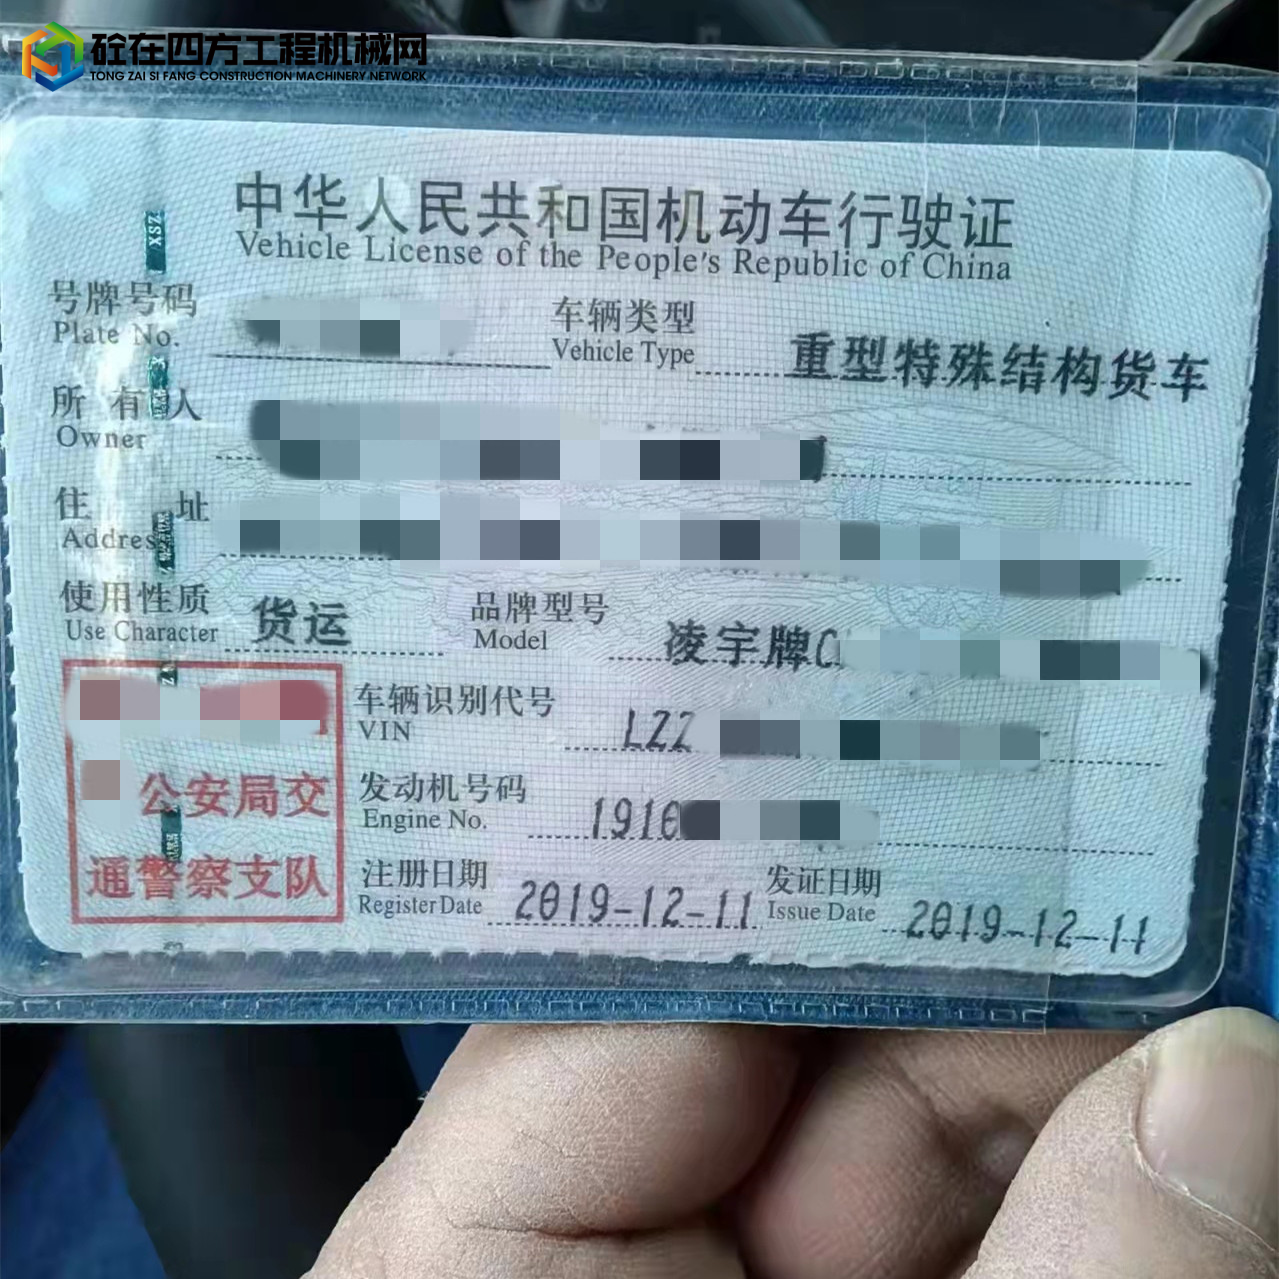 砼在四方工程机械网
TONG ZAI SI FANG CONSTRUCTION MACHINERY NETWORK
中华人民共和国机动车行驶证
Vehicle License of the People's Republic of China
号牌号码
Plate No.
车辆类型
Vehicle Type
重型特殊结构货车
所有人
Owner
住址
Address
使用性质
Use Character
货运
品牌型号
Model
凌宇牌C
车辆识别代号
VIN
LZZ
公安局交
通警察支队
发动机号码
Engine No.
1916
注册日期
Register Date
2019-12-11
发证日期
Issue Date
2019-12-11
XSZ